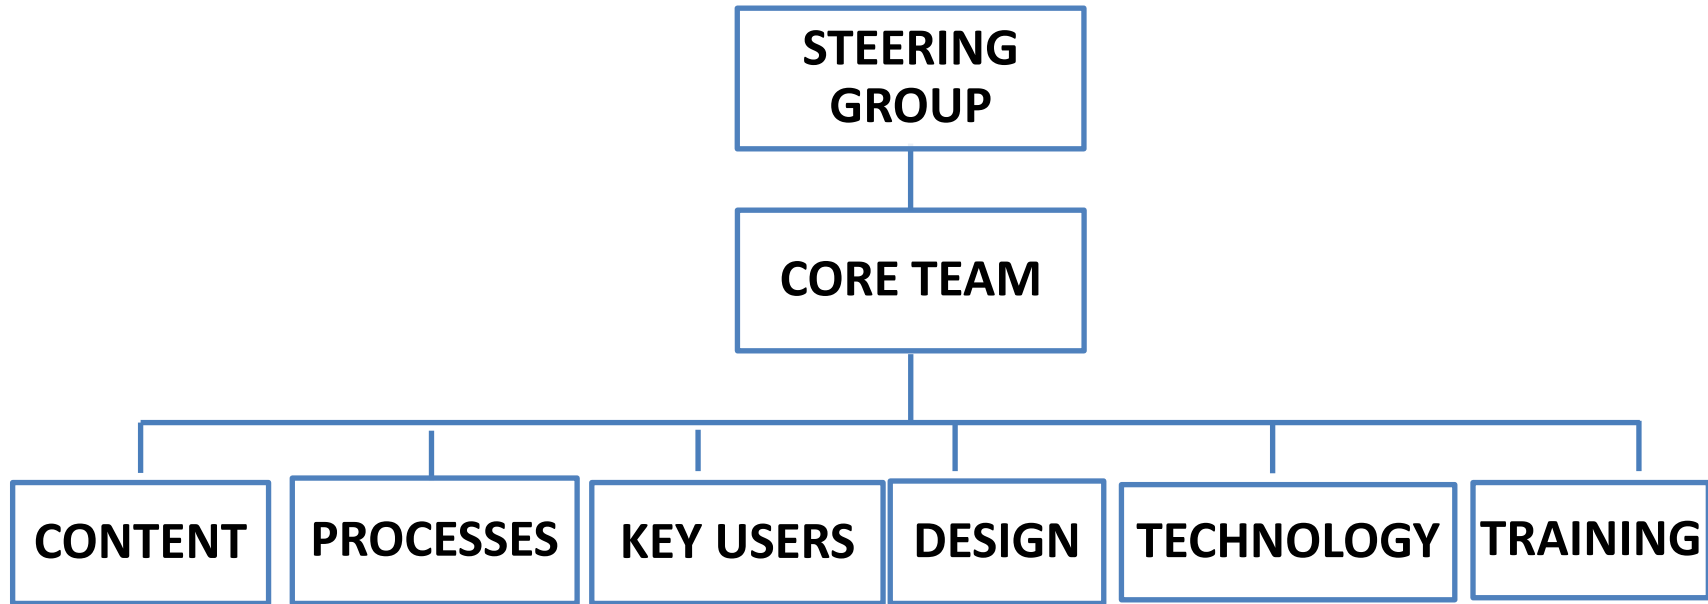 STEERING
GROUP
CORE TEAM
CONTENT
PROCESSES
KEY USERS
DESIGN
TECHNOLOGY
TRAINING